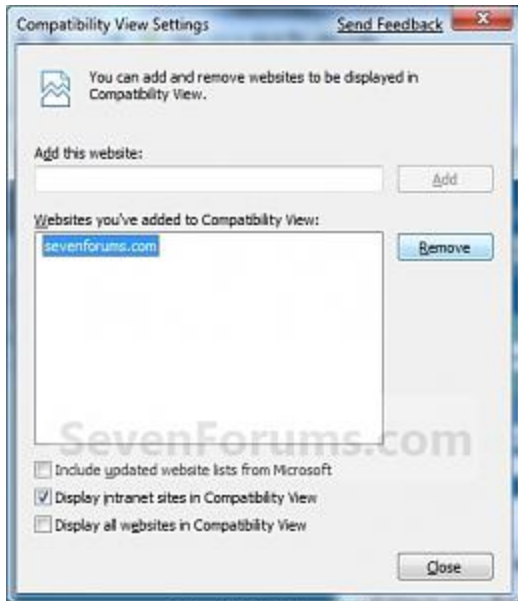 Compatibility View Settings
Send Feedback
You can add and remove websites to be displayed in
Compatibility View.
Add this website:
Add
Websites you've added to Compatibility View:
sevenforums.com
Remove
SevenForums.com
Include updated website lists from Microsoft
Display intranet sites in Compatibility View
Display all websites in Compatibility View
Close